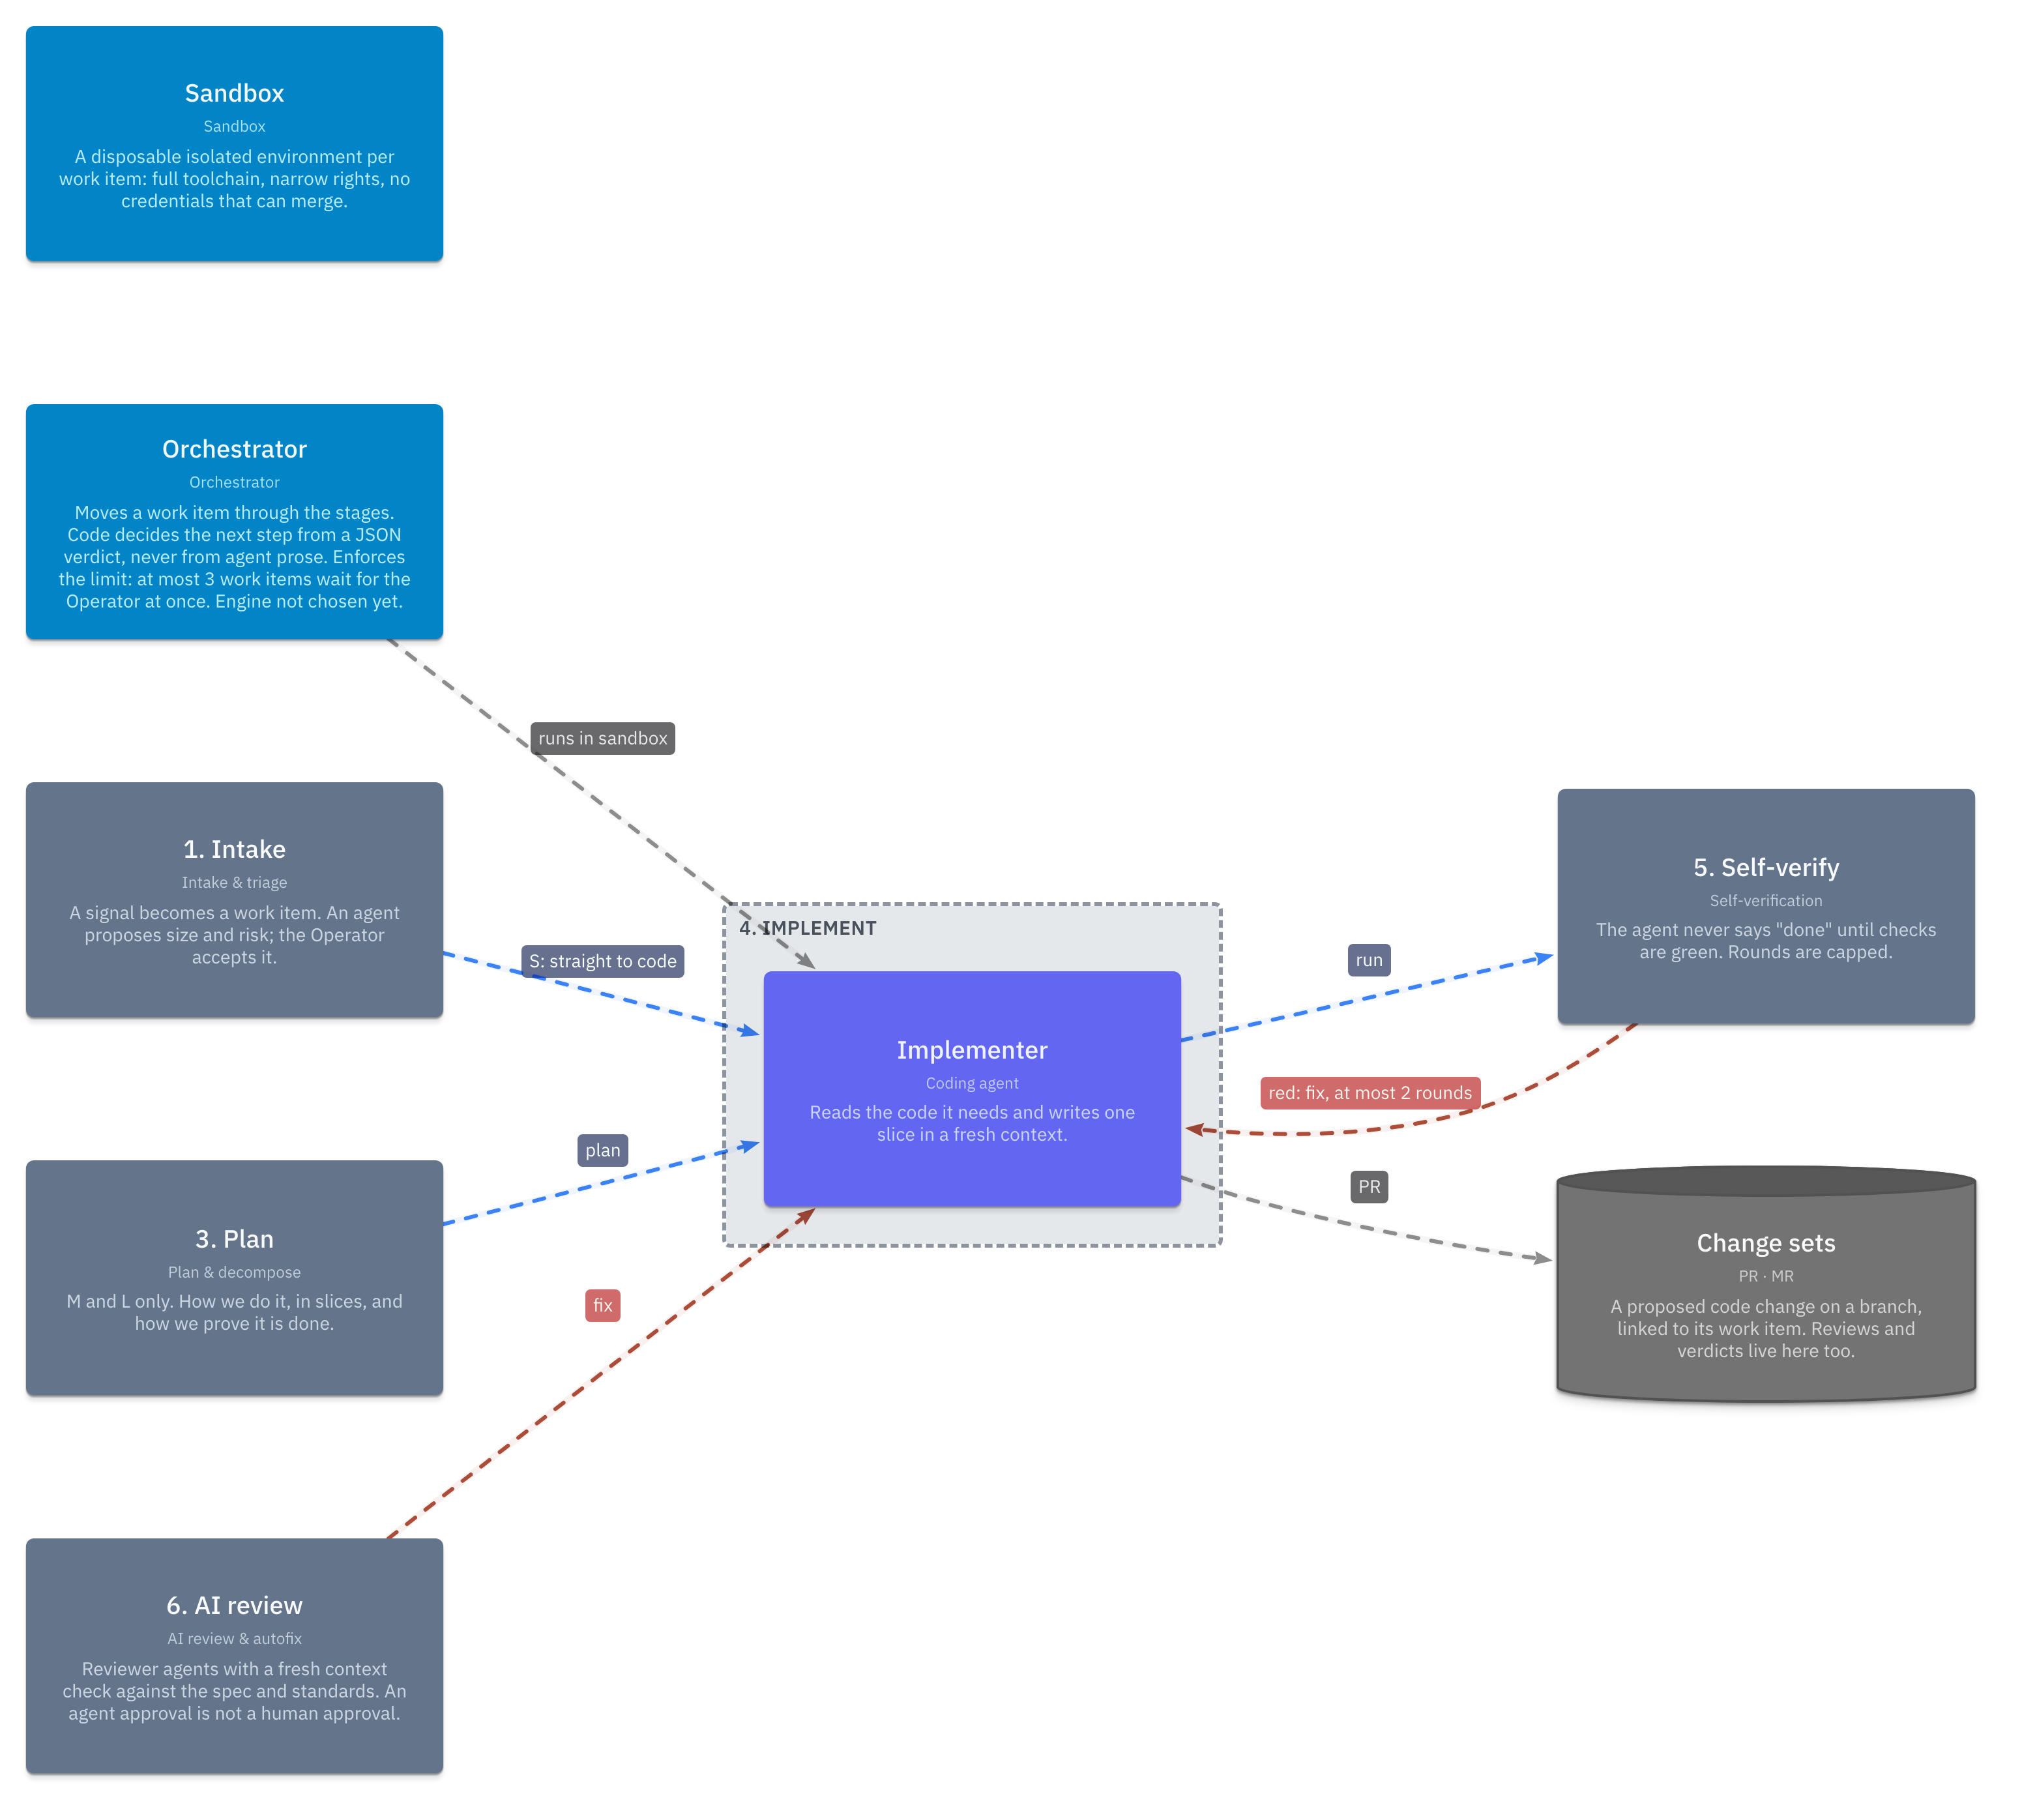 Sandbox
Sandbox
A disposable isolated environment per
work item: full toolchain, narrow rights, no
credentials that can merge.
Orchestrator
Orchestrator
Moves a work item through the stages.
Code decides the next step from a JSON
verdict, never from agent prose. Enforces
the limit: at most 3 work items wait for the
Operator at once. Engine not chosen yet.
runs in sandbox
1. Intake
Intake & triage
A signal becomes a work item. An agent
proposes size and risk; the Operator
accepts it.
S: straight to code
4. IMPLEMENT
Implementer
Coding agent
Reads the code it needs and writes one
slice in a fresh context.
run
5. Self-verify
Self-verification
The agent never says "done" until checks
are green. Rounds are capped.
red: fix, at most 2 rounds
plan
3. Plan
Plan & decompose
M and L only. How we do it, in slices, and
how we prove it is done.
PR
Change sets
PR · MR
A proposed code change on a branch,
linked to its work item. Reviews and
verdicts live here too.
fix
6. AI review
AI review & autofix
Reviewer agents with a fresh context
check against the spec and standards. An
agent approval is not a human approval.